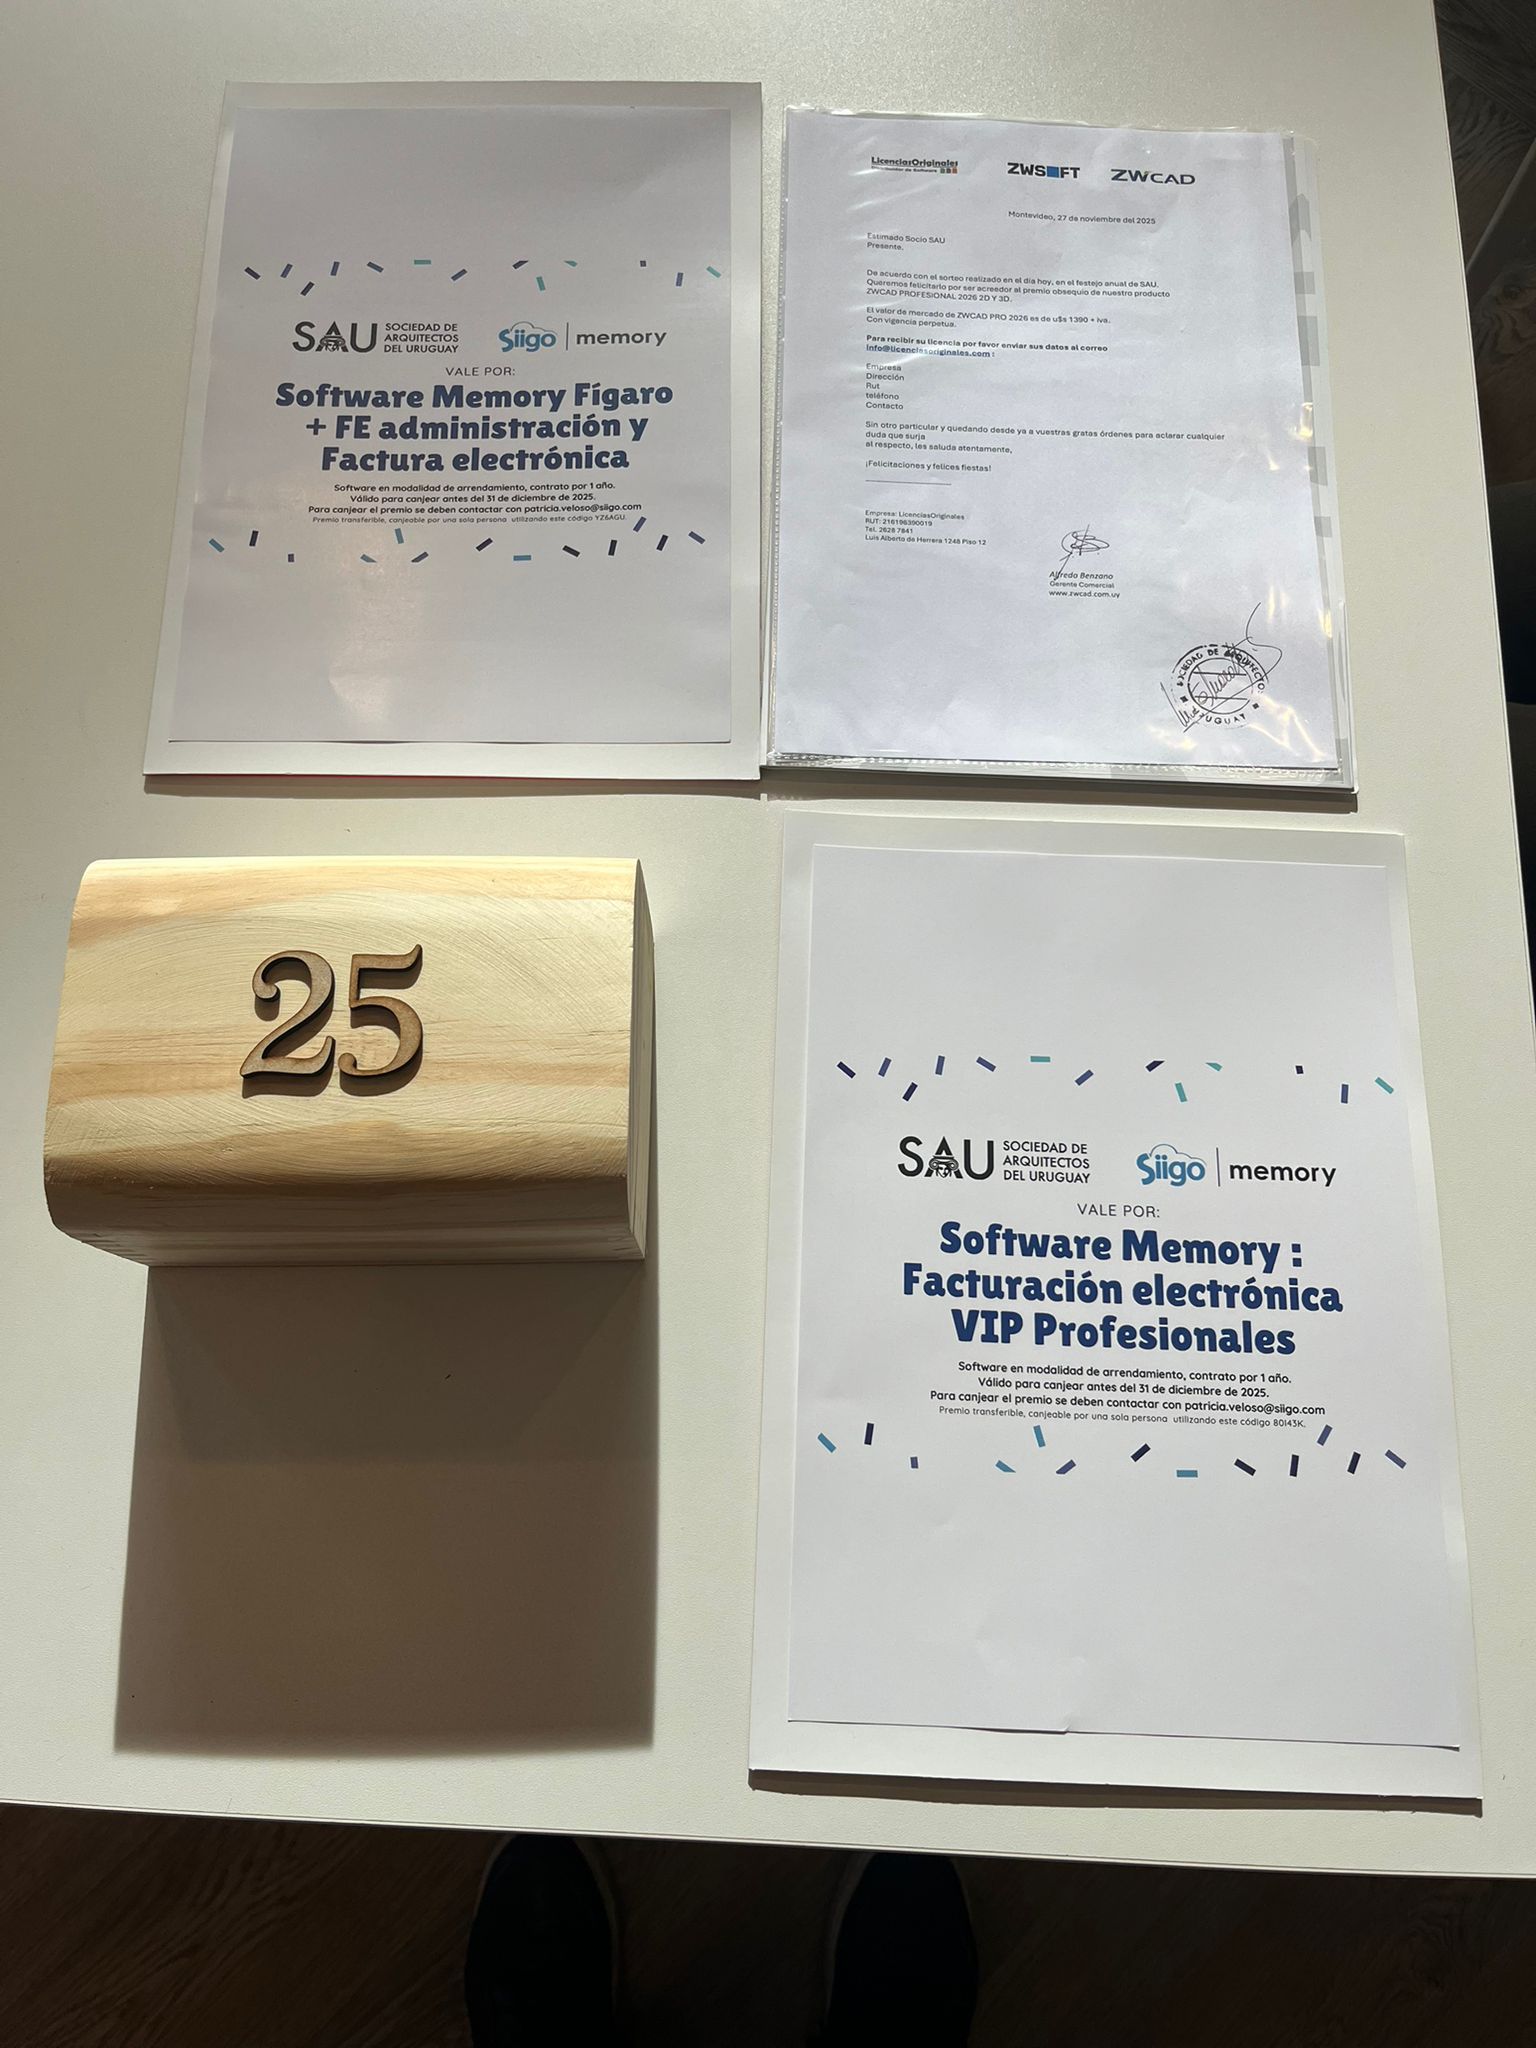 SAU SOCIEDAD DE
ARQUITECTOS
DEL URUGUAY
Siigo | memory
VALE POR:
Software Memory Fígaro
+ FE administración y
Factura electrónica
Software en modalidad de arrendamiento, contrato por 1 año.
Válido para canjear antes del 31 de diciembre de 2025.
Para canjear el premio se deben contactar con patricia.veloso@siigo.com
Premio transferible, canjeable por una sola persona utilizando este código YZ6AGU.
LicenciasOriginales
Distribuidor de Software
ZWSOFT
ZWCAD
Montevideo, 27 de noviembre del 2025
Estimado Socio SAU
Presente.
De acuerdo con el sorteo realizado en el día hoy, en el festejo anual de SAU.
Queremos felicitarlo por ser acreedor al premio obsequio de nuestro producto
ZWCAD PROFESIONAL 2026 2D Y 3D.
El valor de mercado de ZWCAD PRO 2026 es de u$s 1390 + iva.
Con vigencia perpetua.
Para recibir su licencia por favor enviar sus datos al correo
info@licenciasoriginales.com :
Empresa
Dirección
Rut
teléfono
Contacto
Sin otro particular y quedando desde ya a vuestras gratas órdenes para aclarar cualquier
duda que surja
al respecto, les saluda atentamente,
¡Felicitaciones y felices fiestas!
Empresa: LicenciasOriginales
RUT: 216196390019
Tel. 2628 7841
Luis Alberto de Herrera 1248 Piso 12
Alfredo Benzano
Gerente Comercial
www.zwcad.com.uy
SOCIEDAD DE ARQUITECTOS
URUGUAY
25
SAU SOCIEDAD DE
ARQUITECTOS
DEL URUGUAY
Siigo | memory
VALE POR:
Software Memory :
Facturación electrónica
VIP Profesionales
Software en modalidad de arrendamiento, contrato por 1 año.
Válido para canjear antes del 31 de diciembre de 2025.
Para canjear el premio se deben contactar con patricia.veloso@siigo.com
Premio transferible, canjeable por una sola persona utilizando este código 80I43K.